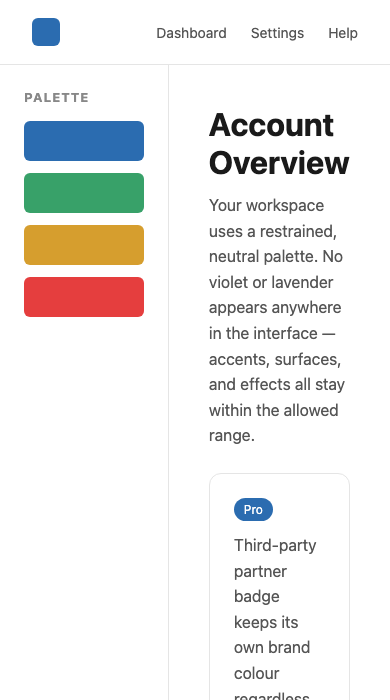 Dashboard Settings Help
PALETTE
Account
Overview
Your workspace
uses a restrained,
neutral palette. No
violet or lavender
appears anywhere
in the interface —
accents, surfaces,
and effects all stay
within the allowed
range.
Pro
Third-party
partner
badge
keeps its
own brand
colour
regardless